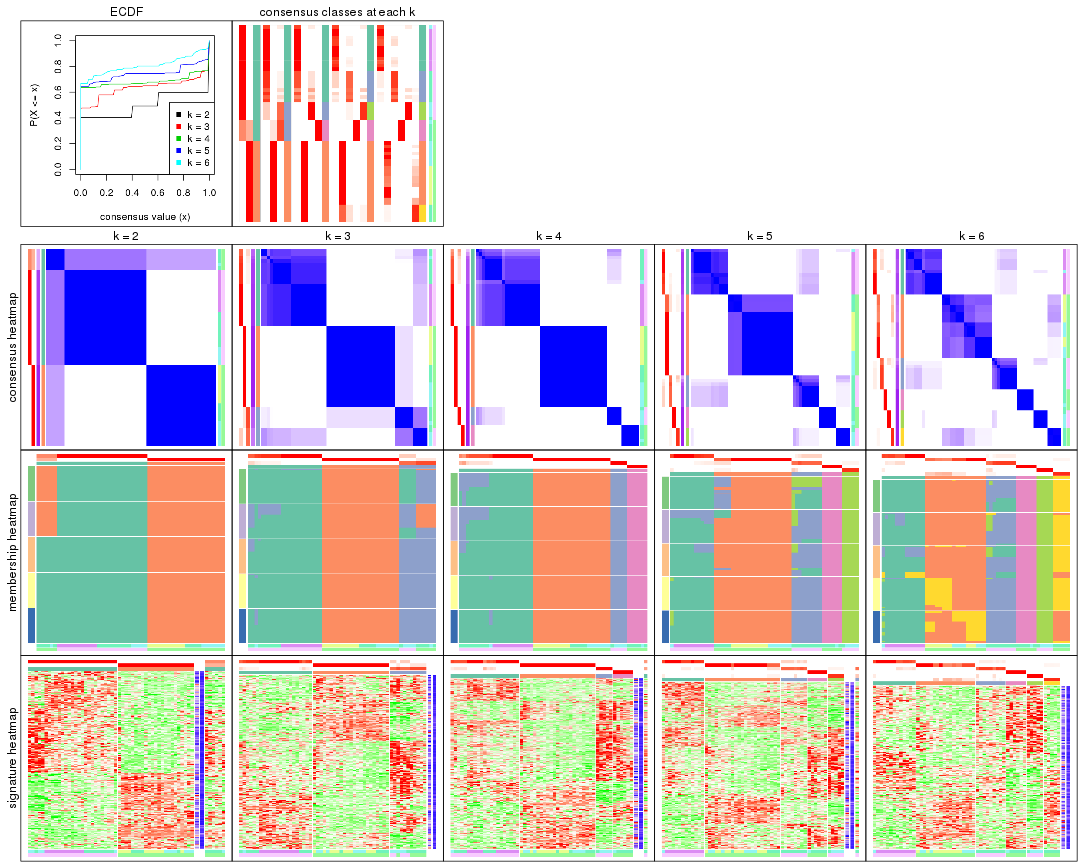 ECDF
consensus classes at each k
P(X <= x)
1.0
0.8
0.6
0.4
0.2
0.0
k = 2
k = 3
k = 4
k = 5
k = 6
0.0 0.2 0.4 0.6 0.8 1.0
consensus value (x)
k = 2
k = 3
k = 4
k = 5
k = 6
consensus heatmap
membership heatmap
signature heatmap